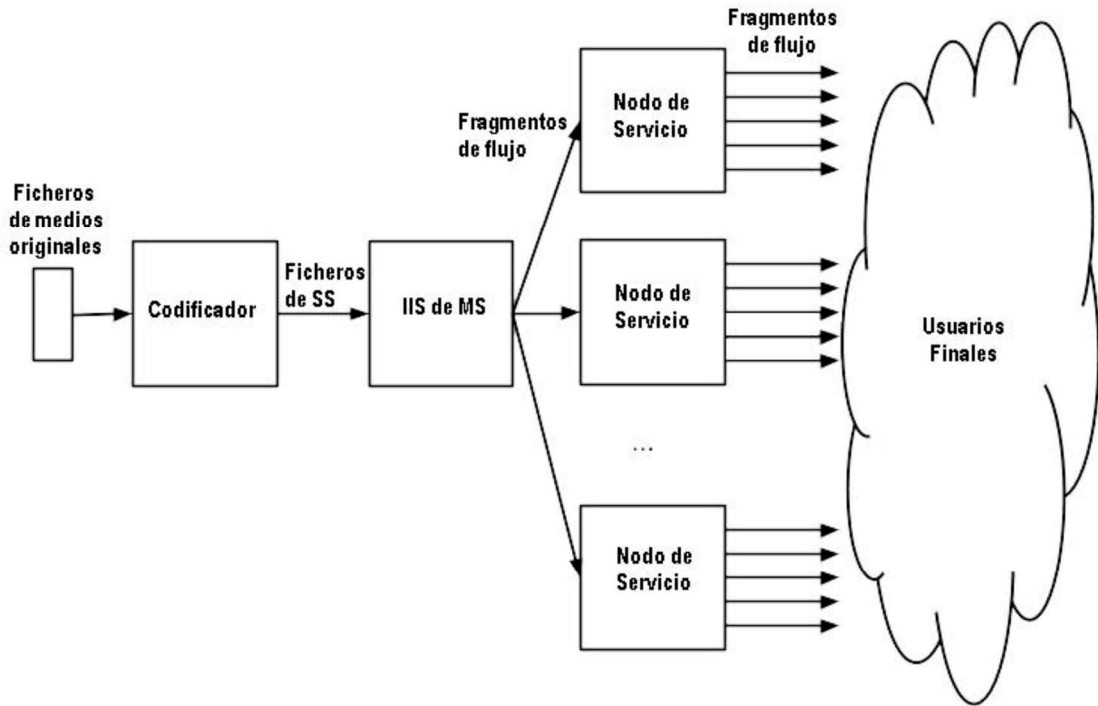 Fragmentos
de flujo
Nodo de
Servicio
Fragmentos
de flujo
Ficheros
de medios
originales
Codificador
Ficheros
de SS
IIS de MS
Nodo de
Servicio
Usuarios
Finales
...
Nodo de
Servicio